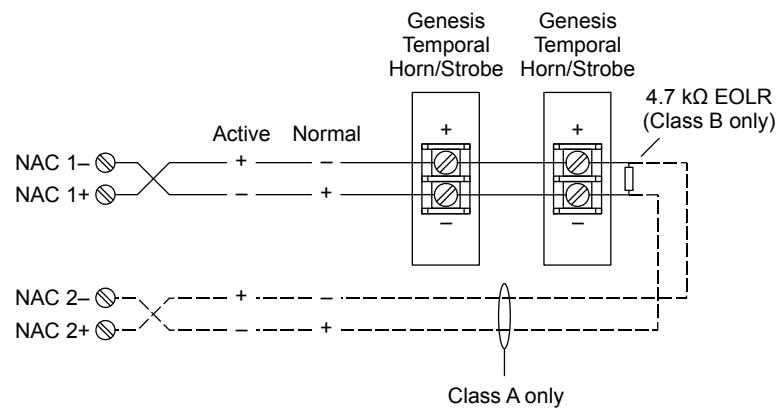 Genesis
Temporal
Horn/Strobe
Genesis
Temporal
Horn/Strobe
4.7 kΩ EOLR
(Class B only)
Active Normal
+ +
NAC 1– + –
NAC 1+ – +
– –
NAC 2– + –
NAC 2+ – +
Class A only